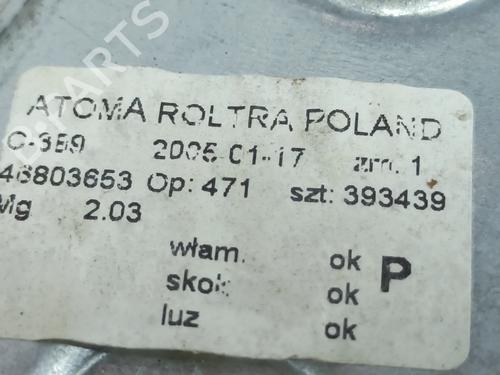 ATOMA ROLTRA POLAND
C-359 2005-01-17 zm. 1
46803653 Op: 471 szt: 393439
Mg 2.03
włam. ok P
skok ok
luz ok